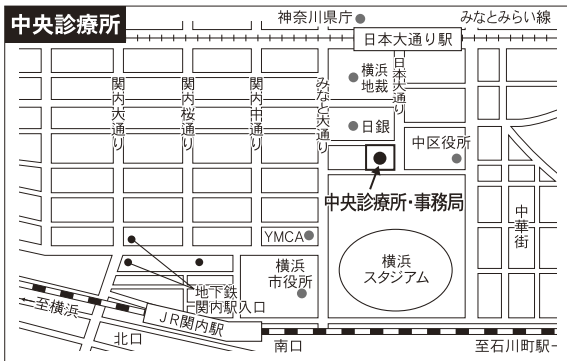 中央診療所
神奈川県庁
みなとみらい線
日本大通り駅
関内大通り
関内桜通り
関内中通り
みなと大通り
横浜
地裁
日本大通り
日銀
中区役所
中央診療所・事務局
中華街
YMCA
横浜
市役所
横浜
スタジアム
地下鉄
関内駅入口
至横浜
JR関内駅
北口
南口
至石川町駅